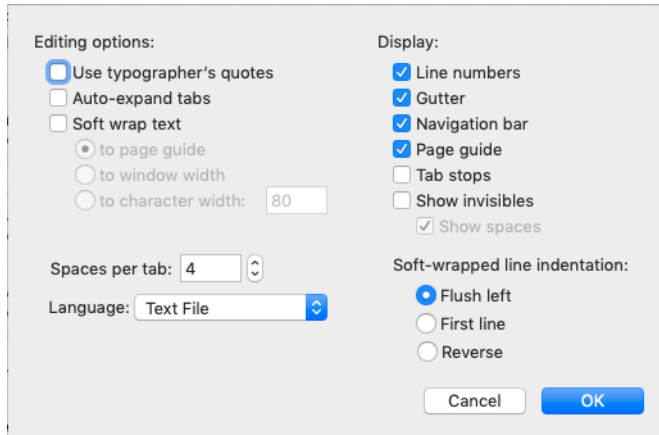 Editing options:
Use typographer's quotes
Auto-expand tabs
Soft wrap text
to page guide
to window width
to character width: 80
Spaces per tab: 4
Language: Text File
Display:
Line numbers
Gutter
Navigation bar
Page guide
Tab stops
Show invisibles
Show spaces
Soft-wrapped line indentation:
Flush left
First line
Reverse
Cancel OK